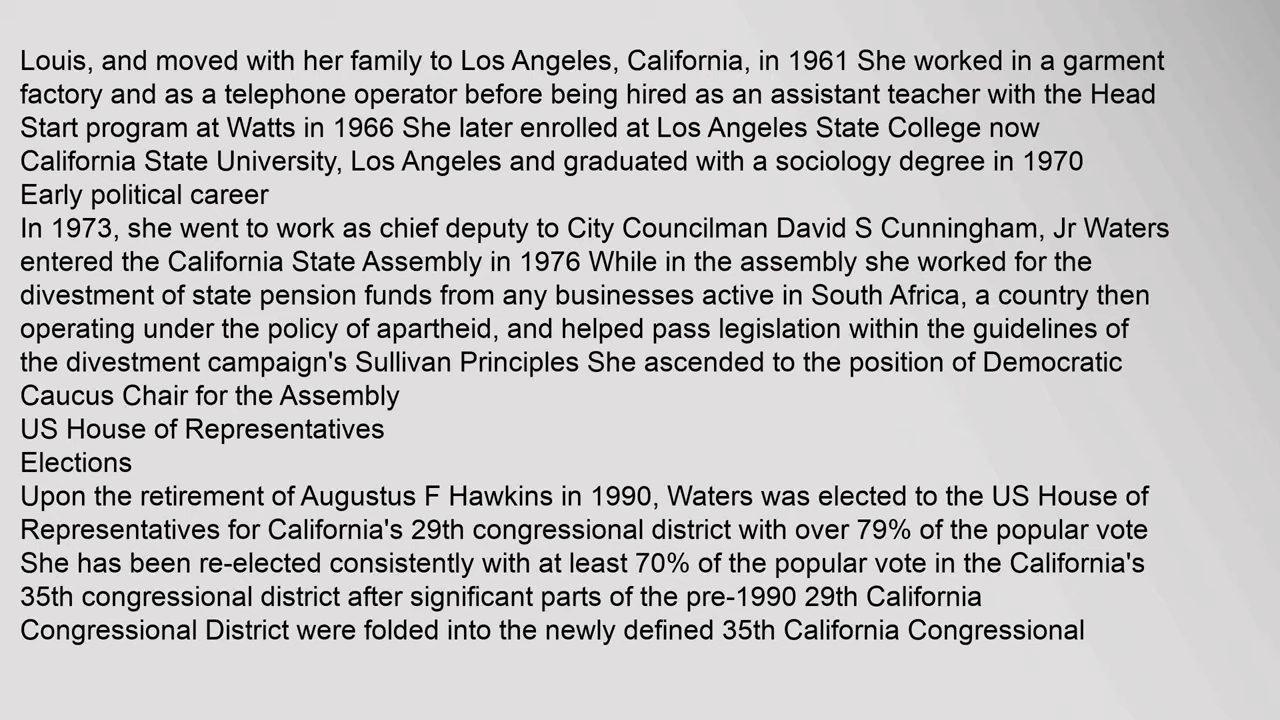 Louis, and moved with her family to Los Angeles, California, in 1961 She worked in a garment
factory and as a telephone operator before being hired as an assistant teacher with the Head
Start program at Watts in 1966 She later enrolled at Los Angeles State College now
California State University, Los Angeles and graduated with a sociology degree in 1970
Early political career
In 1973, she went to work as chief deputy to City Councilman David S Cunningham, Jr Waters
entered the California State Assembly in 1976 While in the assembly she worked for the
divestment of state pension funds from any businesses active in South Africa, a country then
operating under the policy of apartheid, and helped pass legislation within the guidelines of
the divestment campaign's Sullivan Principles She ascended to the position of Democratic
Caucus Chair for the Assembly
US House of Representatives
Elections
Upon the retirement of Augustus F Hawkins in 1990, Waters was elected to the US House of
Representatives for California's 29th congressional district with over 79% of the popular vote
She has been re-elected consistently with at least 70% of the popular vote in the California's
35th congressional district after significant parts of the pre-1990 29th California
Congressional District were folded into the newly defined 35th California Congressional